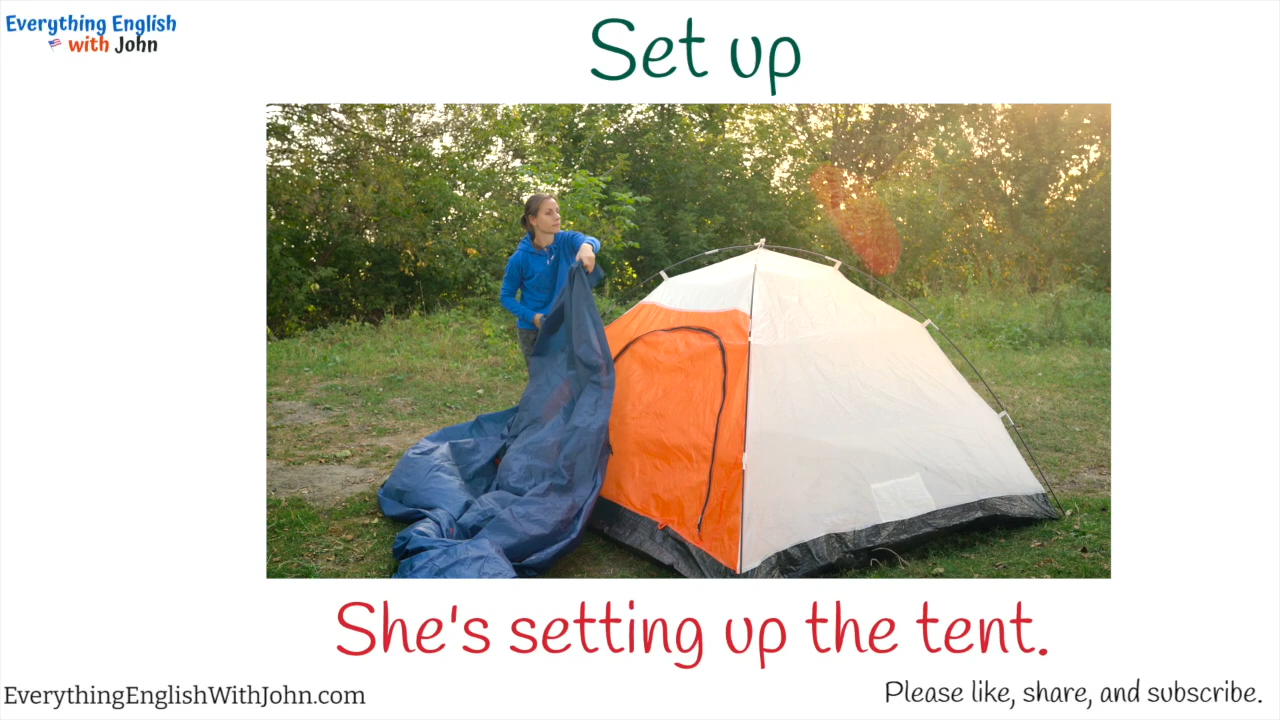 Everything English
with John
Set up
She's setting up the tent.
EverythingEnglishWithJohn.com
Please like, share, and subscribe.